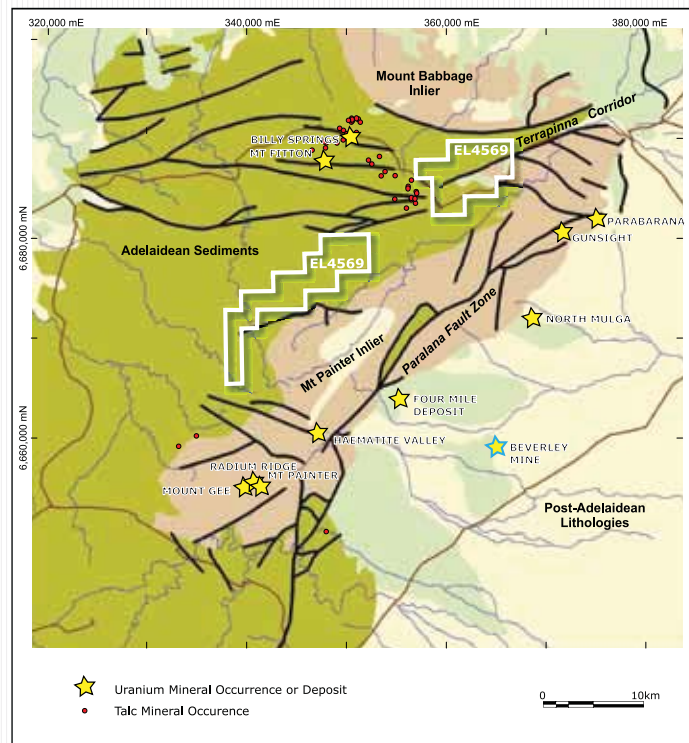 320,000 mE
340,000 mE
360,000 mE
380,000 mE
Mount Babbage
Inlier
Terrapinna Corridor
BILLY SPRINGS
MT FITTON
EL4569
PARABARANA
GUNSIGHT
6,680,000 mN
Adelaidean Sediments
EL4569
Paralana Fault Zone
NORTH MULGA
Mt Painter Inlier
FOUR MILE
DEPOSIT
6,660,000 mN
HAEMATITE VALLEY
BEVERLEY
MINE
RADIUM RIDGE
MT PAINTER
MOUNT GEE
Post-Adelaidean
Lithologies
Uranium Mineral Occurrence or Deposit
Talc Mineral Occurence
0 10km